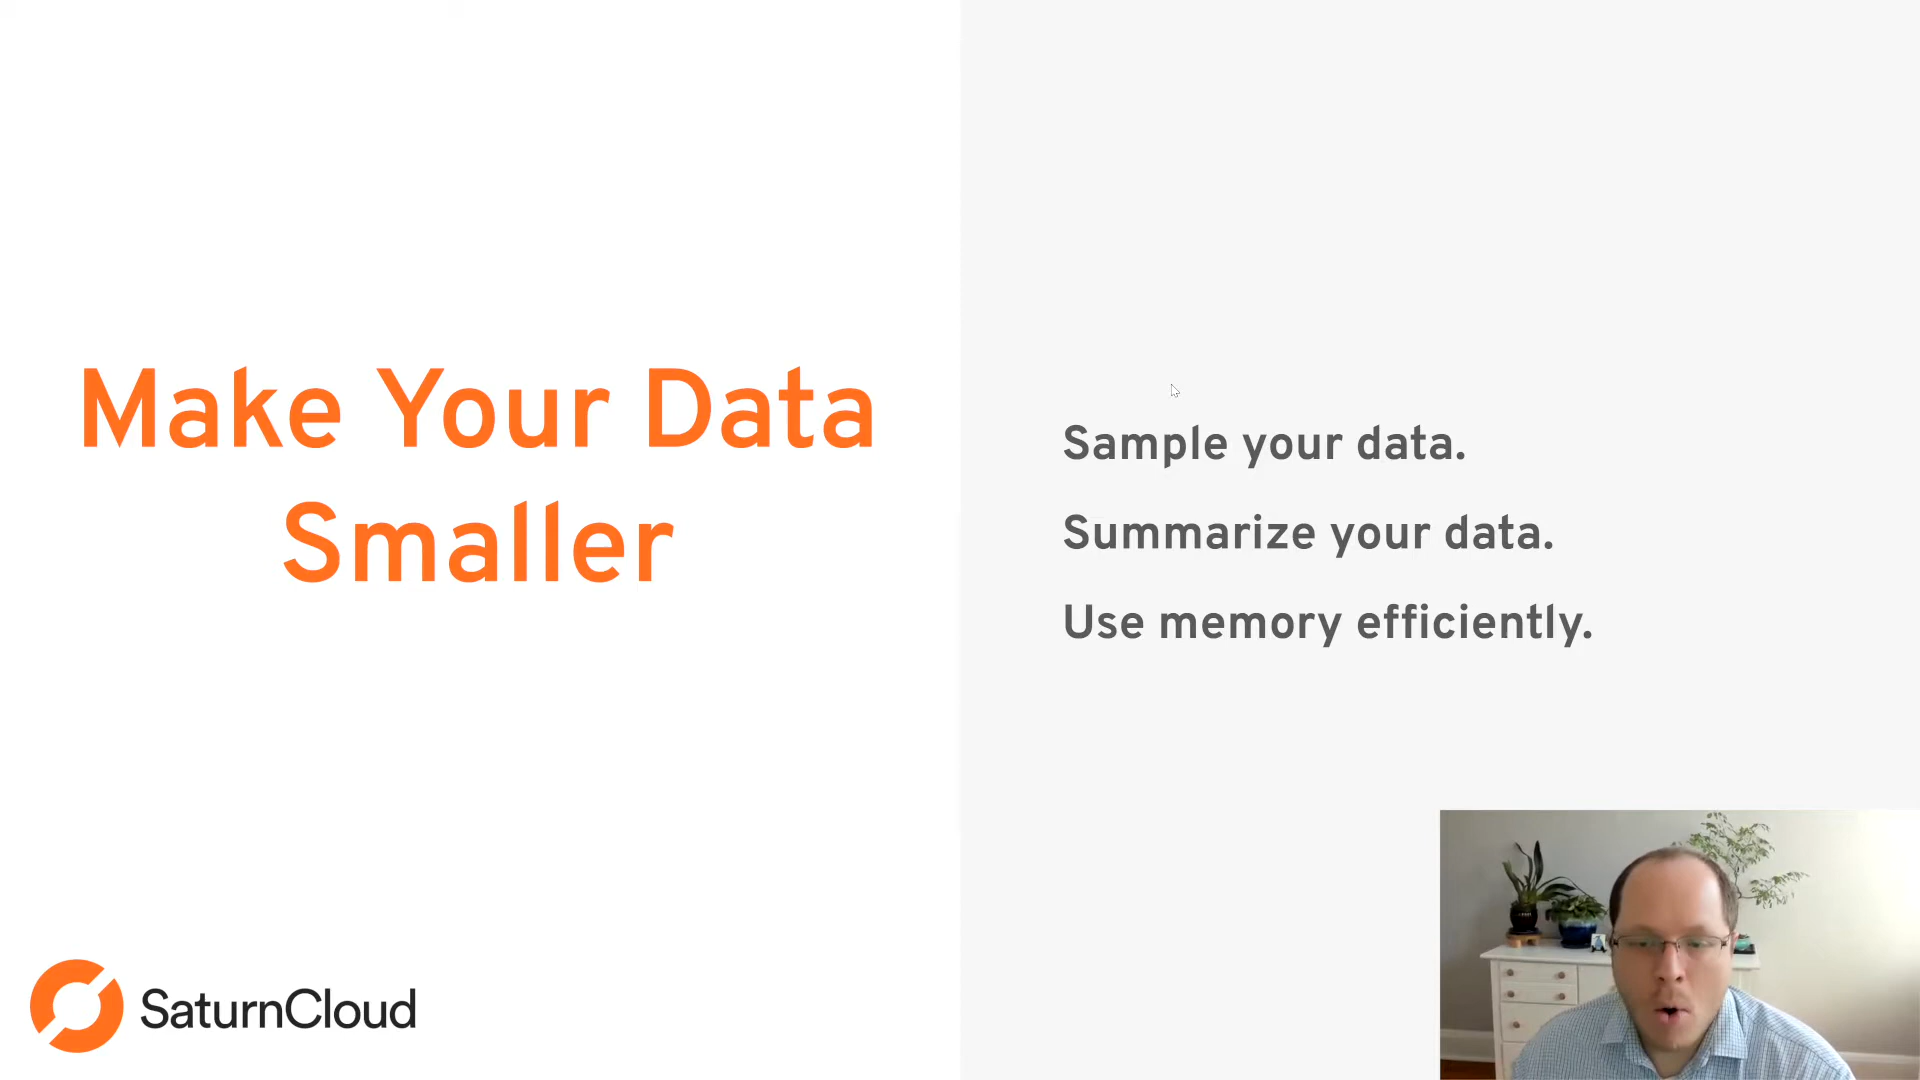 Make Your Data
Smaller
Sample your data.
Summarize your data.
Use memory efficiently.
SaturnCloud